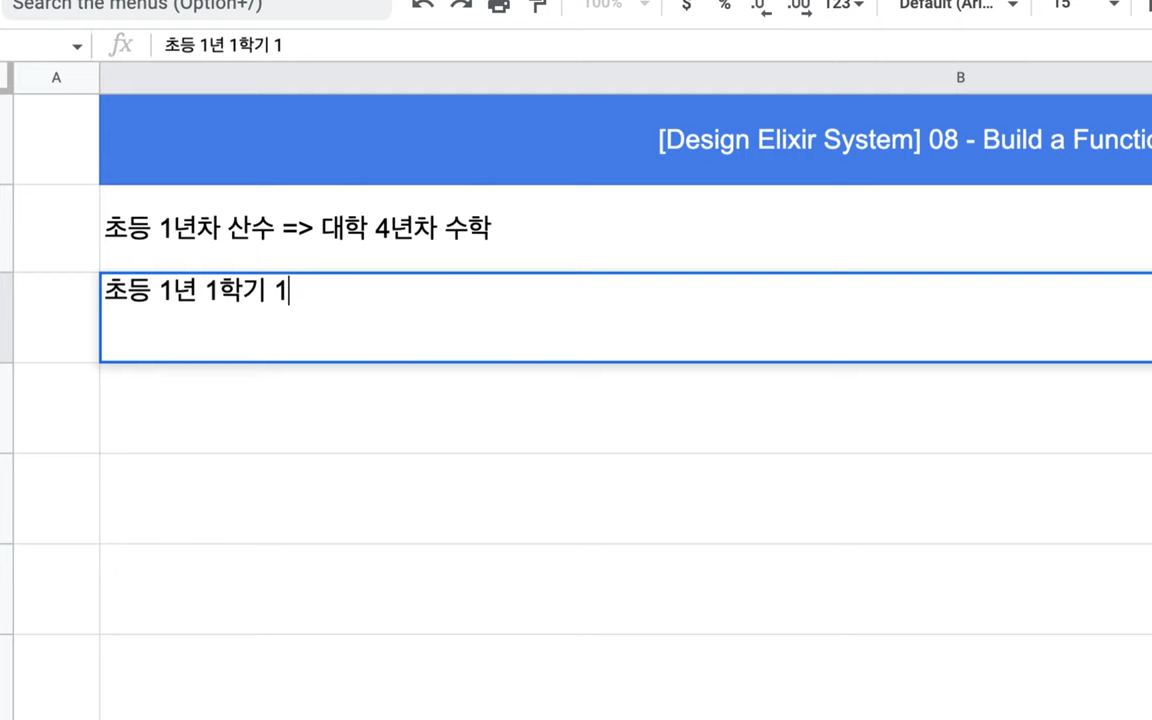 Search the menus (Option+/)
100%
$ % .0 .00 123
Default (Ari...
15
fx
초등 1년 1학기 1
A
B
[Design Elixir System] 08 - Build a Functi
초등 1년차 산수 => 대학 4년차 수학
초등 1년 1학기 1